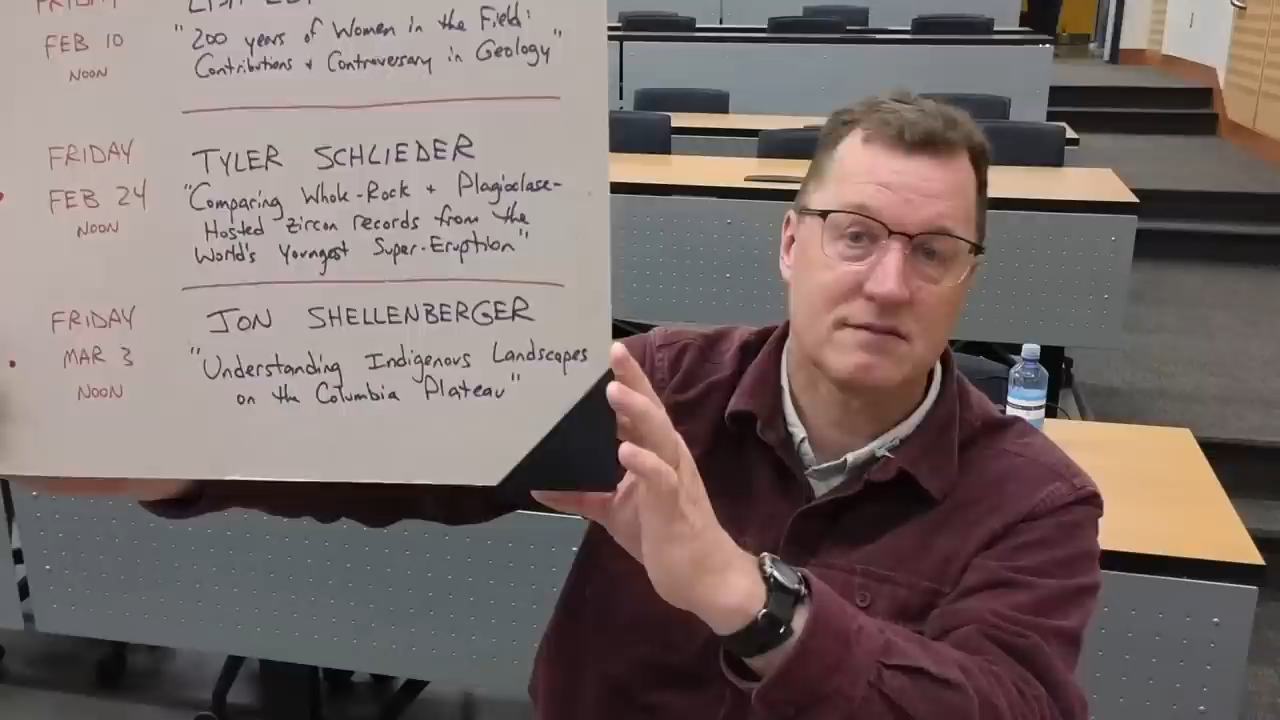 FRIDAY
FEB 10
NOON
"200 years of Women in the Field:
Contributions + Controversary in Geology"
FRIDAY
FEB 24
NOON
TYLER SCHLIEDER
"Comparing Whole-Rock + Plagioclase-
Hosted zircon records from the
World's Youngest Super-Eruption"
FRIDAY
MAR 3
NOON
JON SHELLENBERGER
"Understanding Indigenous Landscapes
on the Columbia Plateau"